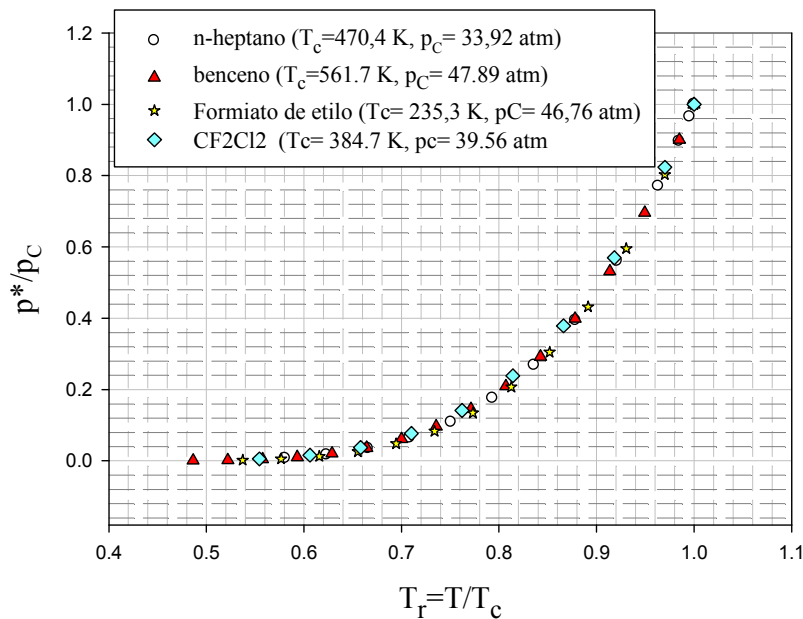 n-heptano (Tc=470,4 K, pC= 33,92 atm)
benceno (Tc=561.7 K, pC= 47.89 atm)
Formiato de etilo (Tc= 235,3 K, pC= 46,76 atm)
CF2Cl2 (Tc= 384.7 K, pc= 39.56 atm
1.2
1.0
0.8
0.6
0.4
0.2
0.0
p*/pC
0.4 0.5 0.6 0.7 0.8 0.9 1.0 1.1
Tr=T/Tc